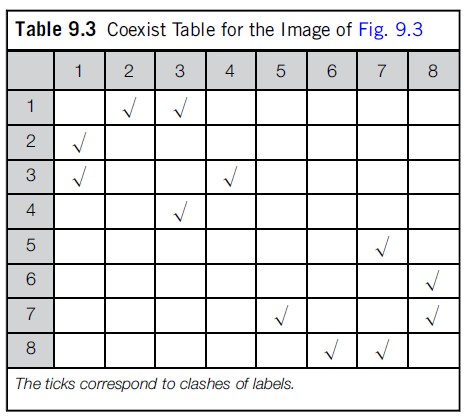 Table 9.3 Coexist Table for the Image of Fig. 9.3
1 2 3 4 5 6 7 8
1 √ √
2 √
3 √ √
4 √
5 √
6 √
7 √ √
8 √ √
The ticks correspond to clashes of labels.